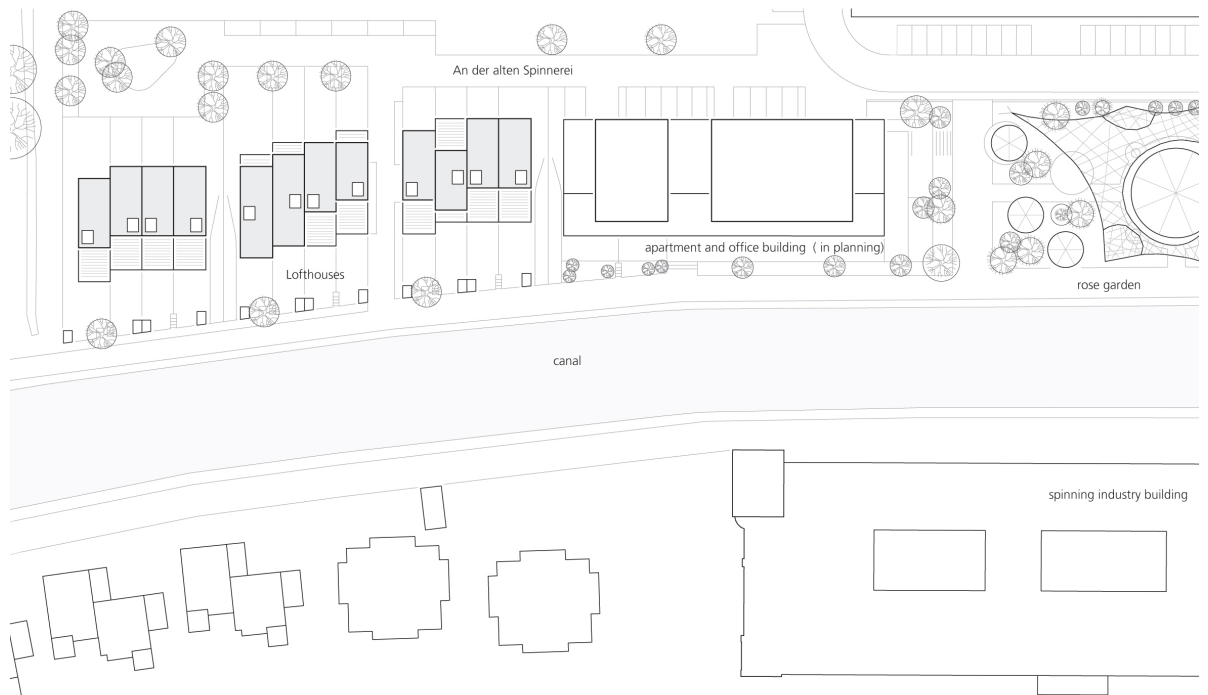 An der alten Spinnerei
apartment and office building ( in planning)
Lofthouses
rose garden
canal
spinning industry building